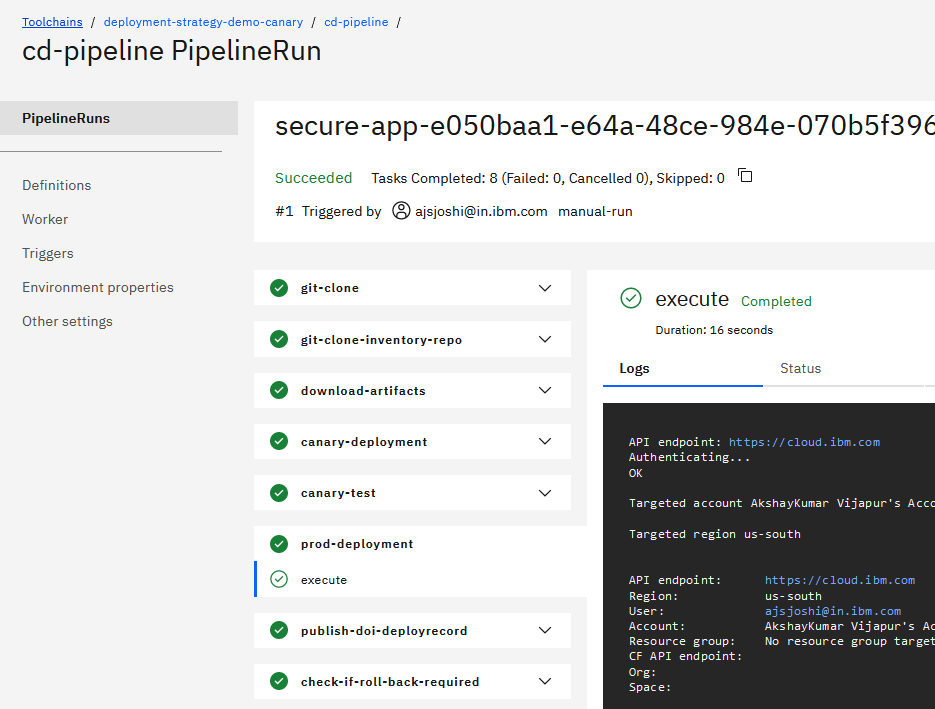 Toolchains / deployment-strategy-demo-canary / cd-pipeline /
cd-pipeline PipelineRun
PipelineRuns
Definitions
Worker
Triggers
Environment properties
Other settings
secure-app-e050baa1-e64a-48ce-984e-070b5f396
Succeeded Tasks Completed: 8 (Failed: 0, Cancelled 0), Skipped: 0
#1 Triggered by ajsjoshi@in.ibm.com manual-run
git-clone
git-clone-inventory-repo
download-artifacts
canary-deployment
canary-test
prod-deployment
execute
publish-doi-deployrecord
check-if-roll-back-required
execute Completed
Duration: 16 seconds
Logs Status
API endpoint: https://cloud.ibm.com
Authenticating...
OK
Targeted account AkshayKumar Vijapur's Acco
Targeted region us-south
API endpoint: https://cloud.ibm.com
Region: us-south
User: ajsjoshi@in.ibm.com
Account: AkshayKumar Vijapur's Ac
Resource group: No resource group target
CF API endpoint:
Org:
Space: